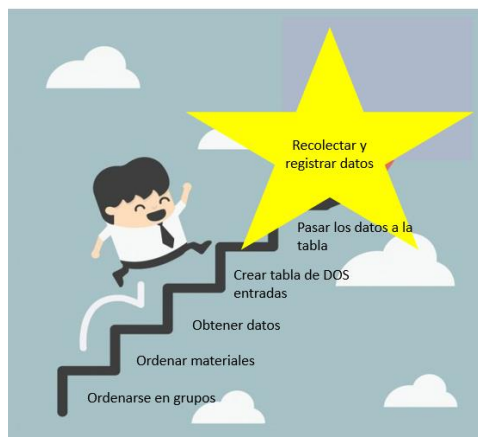 Recolectar y
registrar datos
Pasar los datos a la
tabla
Crear tabla de DOS
entradas
Obtener datos
Ordenar materiales
Ordenarse en grupos